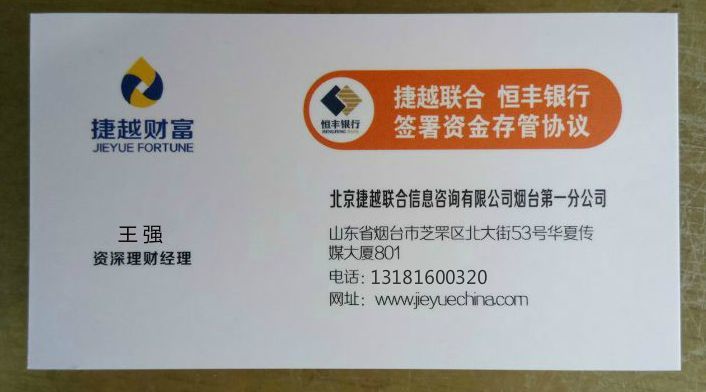 捷越财富
JIEYUE FORTUNE
恒丰银行
HENGFENG BANK
捷越联合 恒丰银行
签署资金存管协议
王强
资深理财经理
北京捷越联合信息咨询有限公司烟台第一分公司
山东省烟台市芝罘区北大街53号华夏传
媒大厦801
电话：13181600320
网址：www.jieyuechina.com